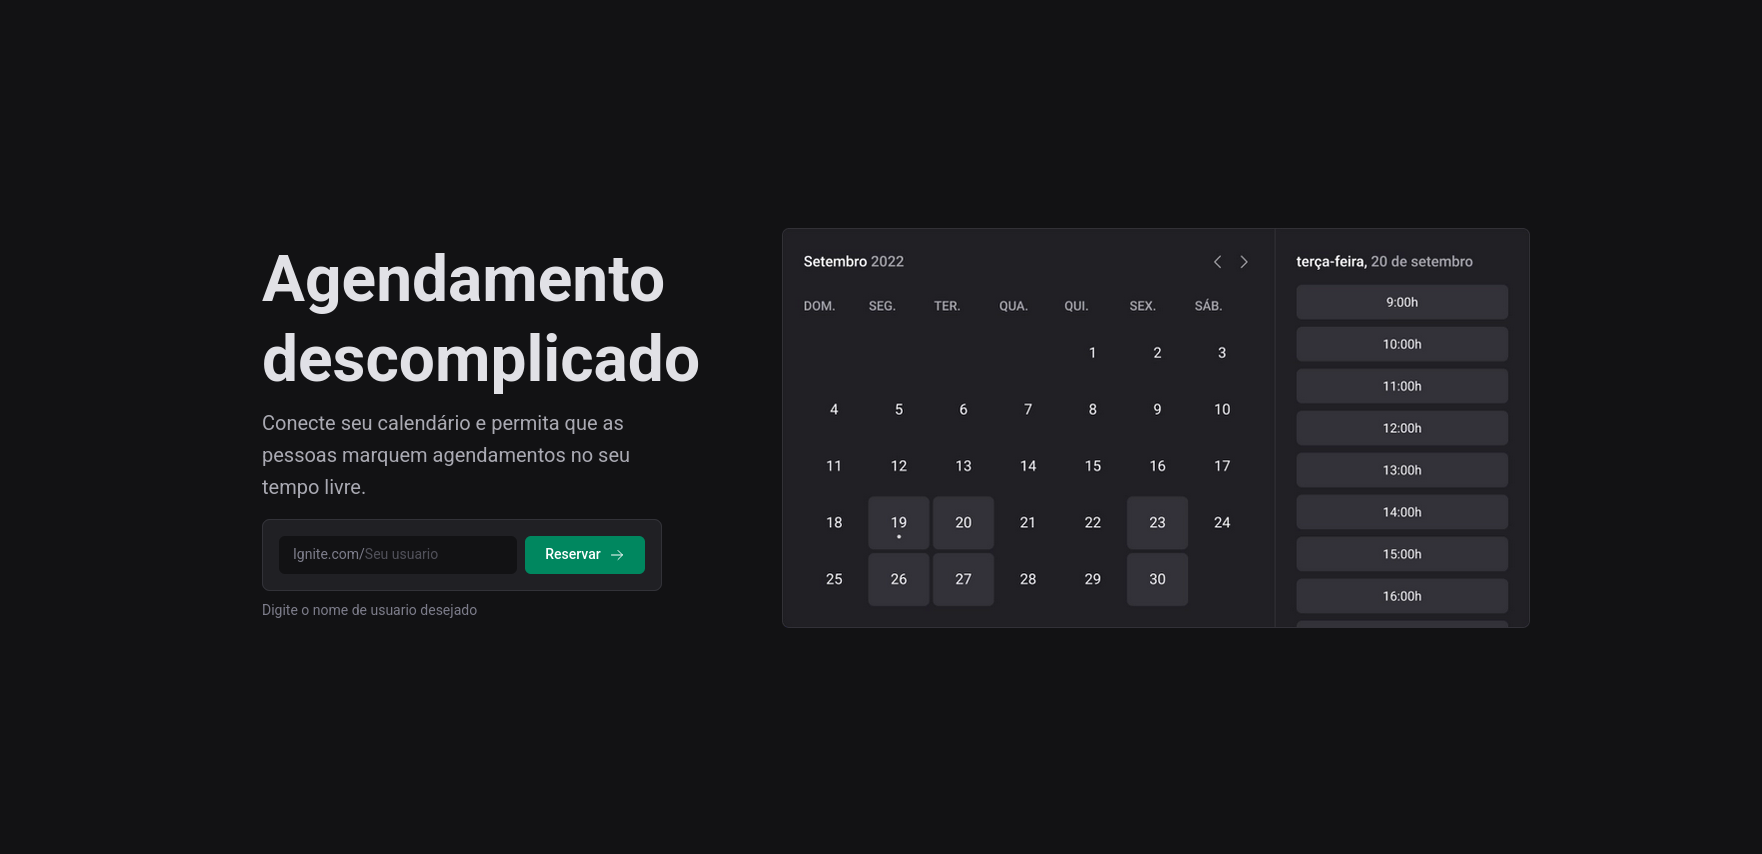 Agendamento
descomplicado
Conecte seu calendário e permita que as
pessoas marquem agendamentos no seu
tempo livre.
Ignite.com/Seu usuario
Reservar →
Digite o nome de usuario desejado
Setembro 2022
DOM. SEG. TER. QUA. QUI. SEX. SÁB.
1 2 3
4 5 6 7 8 9 10
11 12 13 14 15 16 17
18 19 20 21 22 23 24
25 26 27 28 29 30
terça-feira, 20 de setembro
9:00h
10:00h
11:00h
12:00h
13:00h
14:00h
15:00h
16:00h